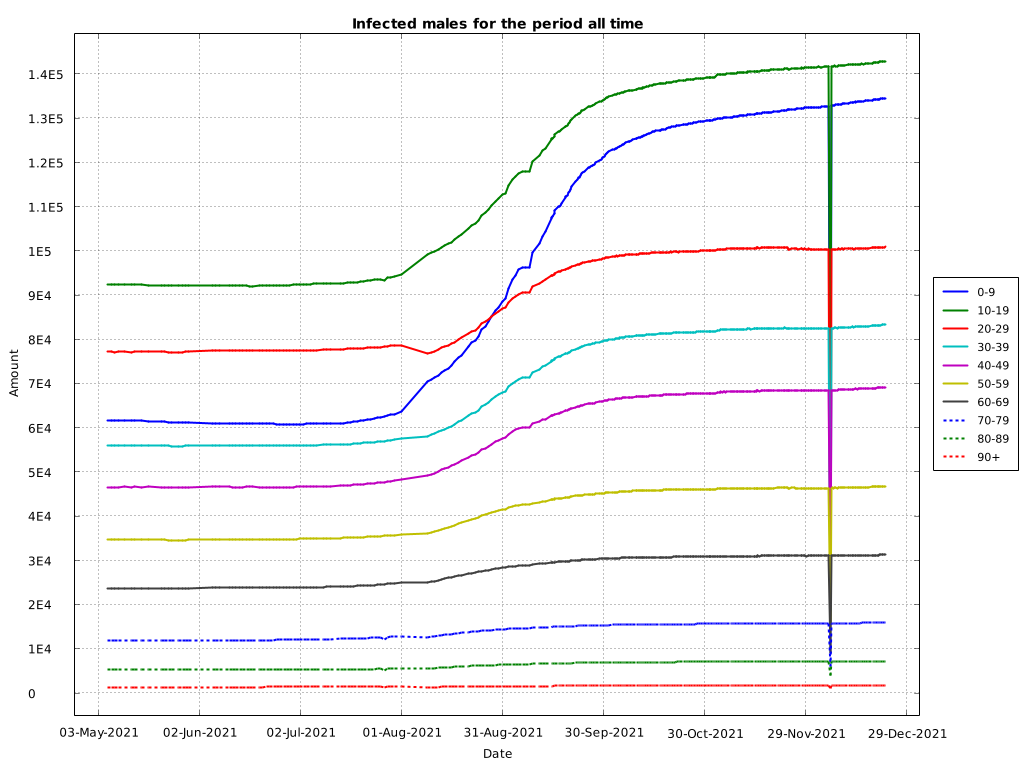 Infected males for the period all time
Amount
1.4E5
1.3E5
1.2E5
1.1E5
1E5
9E4
8E4
7E4
6E4
5E4
4E4
3E4
2E4
1E4
0
03-May-2021 02-Jun-2021 02-Jul-2021 01-Aug-2021 31-Aug-2021 30-Sep-2021 30-Oct-2021 29-Nov-2021 29-Dec-2021
Date
0-9
10-19
20-29
30-39
40-49
50-59
60-69
70-79
80-89
90+